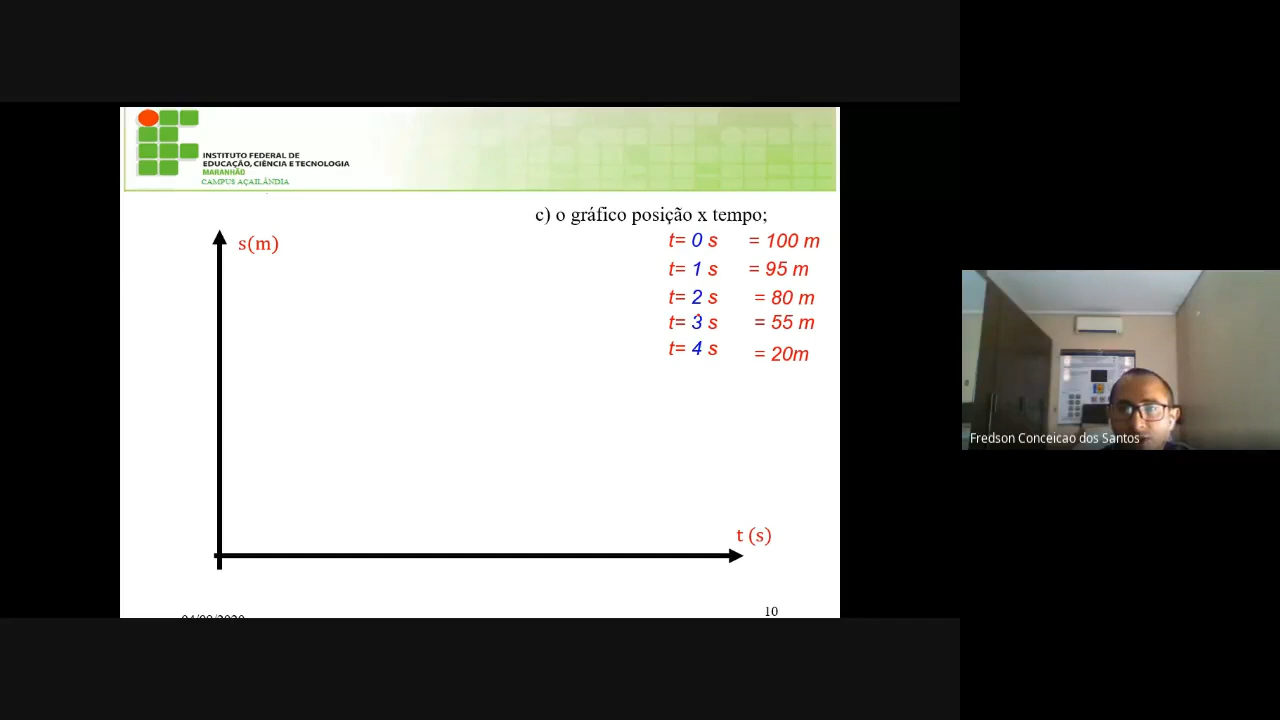 INSTITUTO FEDERAL DE
EDUCAÇÃO, CIÊNCIA E TECNOLOGIA
MARANHÃO
CAMPUS AÇAILÂNDIA
c) o gráfico posição x tempo;
s(m)
t= 0 s = 100 m
t= 1 s = 95 m
t= 2 s = 80 m
t= 3 s = 55 m
t= 4 s = 20m
Fredson Conceicao dos Santos
t (s)
10